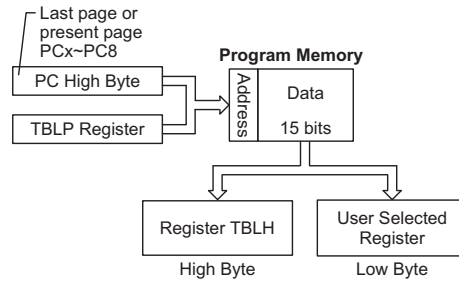 Last page or
present page
PCx~PC8
PC High Byte
TBLP Register
Program Memory
Address
Data
15 bits
Register TBLH
High Byte
User Selected
Register
Low Byte